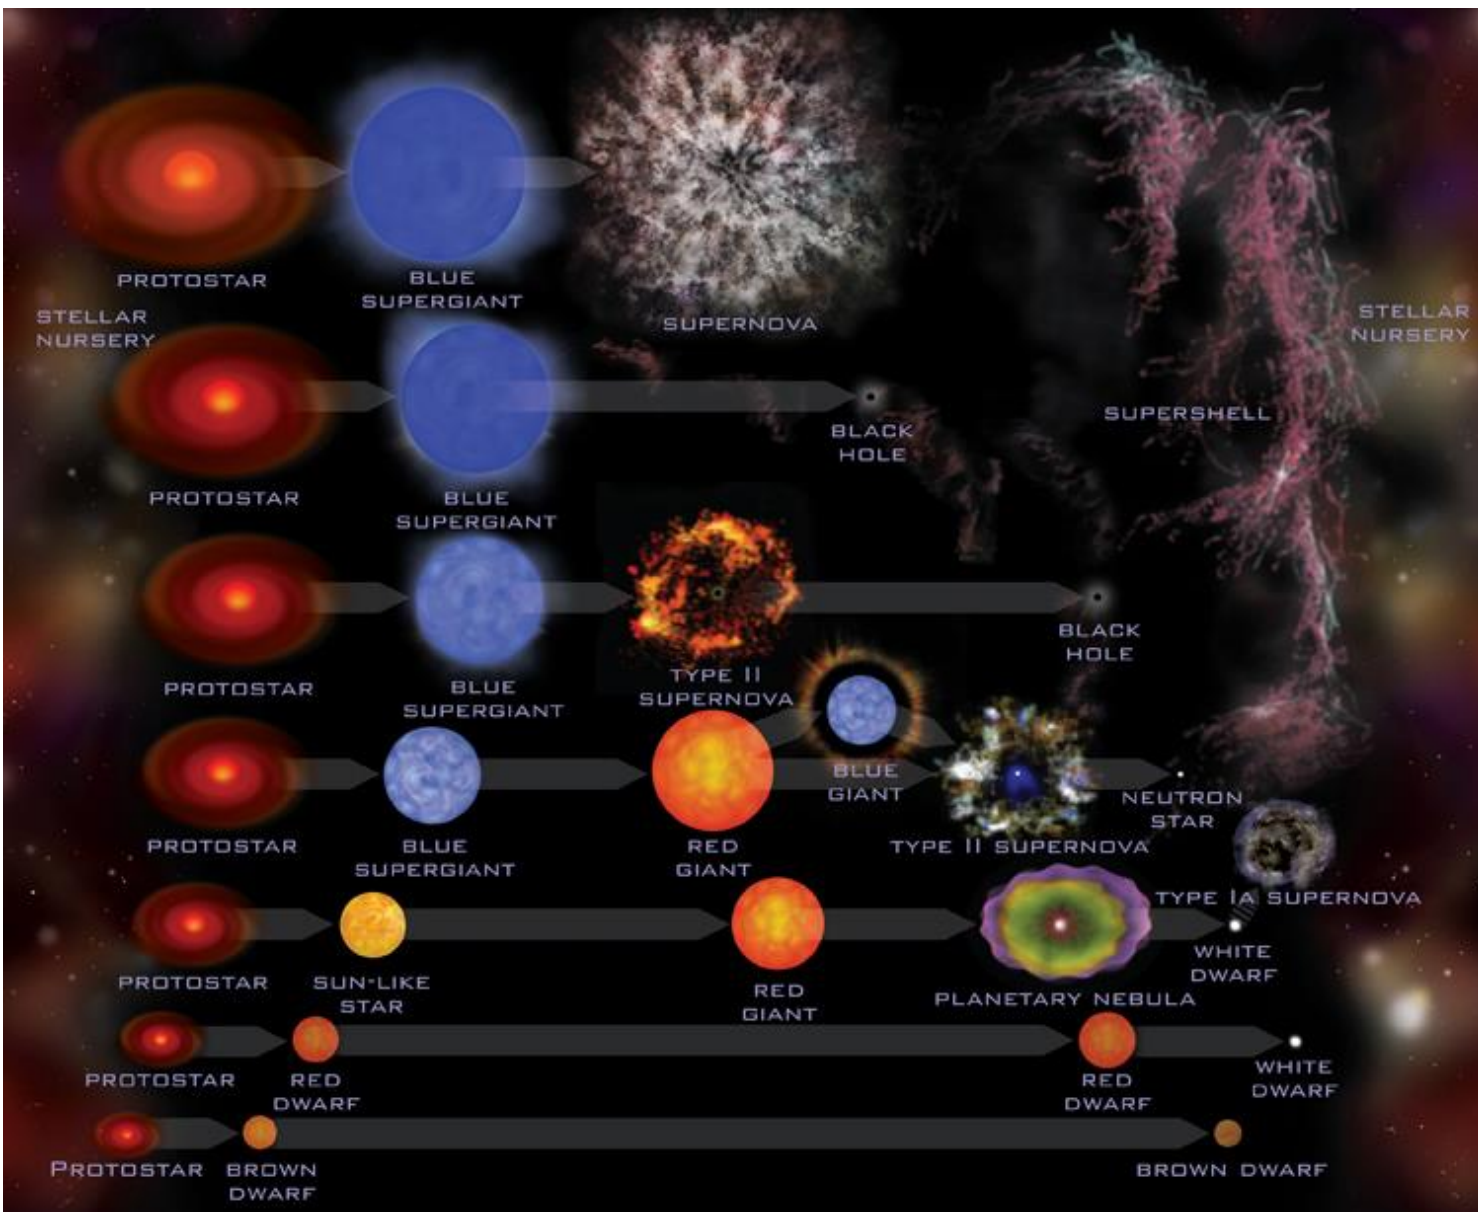 PROTOSTAR
BLUE
SUPERGIANT
SUPERNOVA
STELLAR
NURSERY
STELLAR
NURSERY
SUPERSHELL
BLACK
HOLE
PROTOSTAR
BLUE
SUPERGIANT
BLACK
HOLE
PROTOSTAR
BLUE
SUPERGIANT
TYPE II
SUPERNOVA
BLUE
GIANT
NEUTRON
STAR
PROTOSTAR
BLUE
SUPERGIANT
RED
GIANT
TYPE II SUPERNOVA
TYPE IA SUPERNOVA
WHITE
DWARF
PROTOSTAR
SUN-LIKE
STAR
RED
GIANT
PLANETARY NEBULA
PROTOSTAR
RED
DWARF
RED
DWARF
WHITE
DWARF
PROTOSTAR
BROWN
DWARF
BROWN DWARF